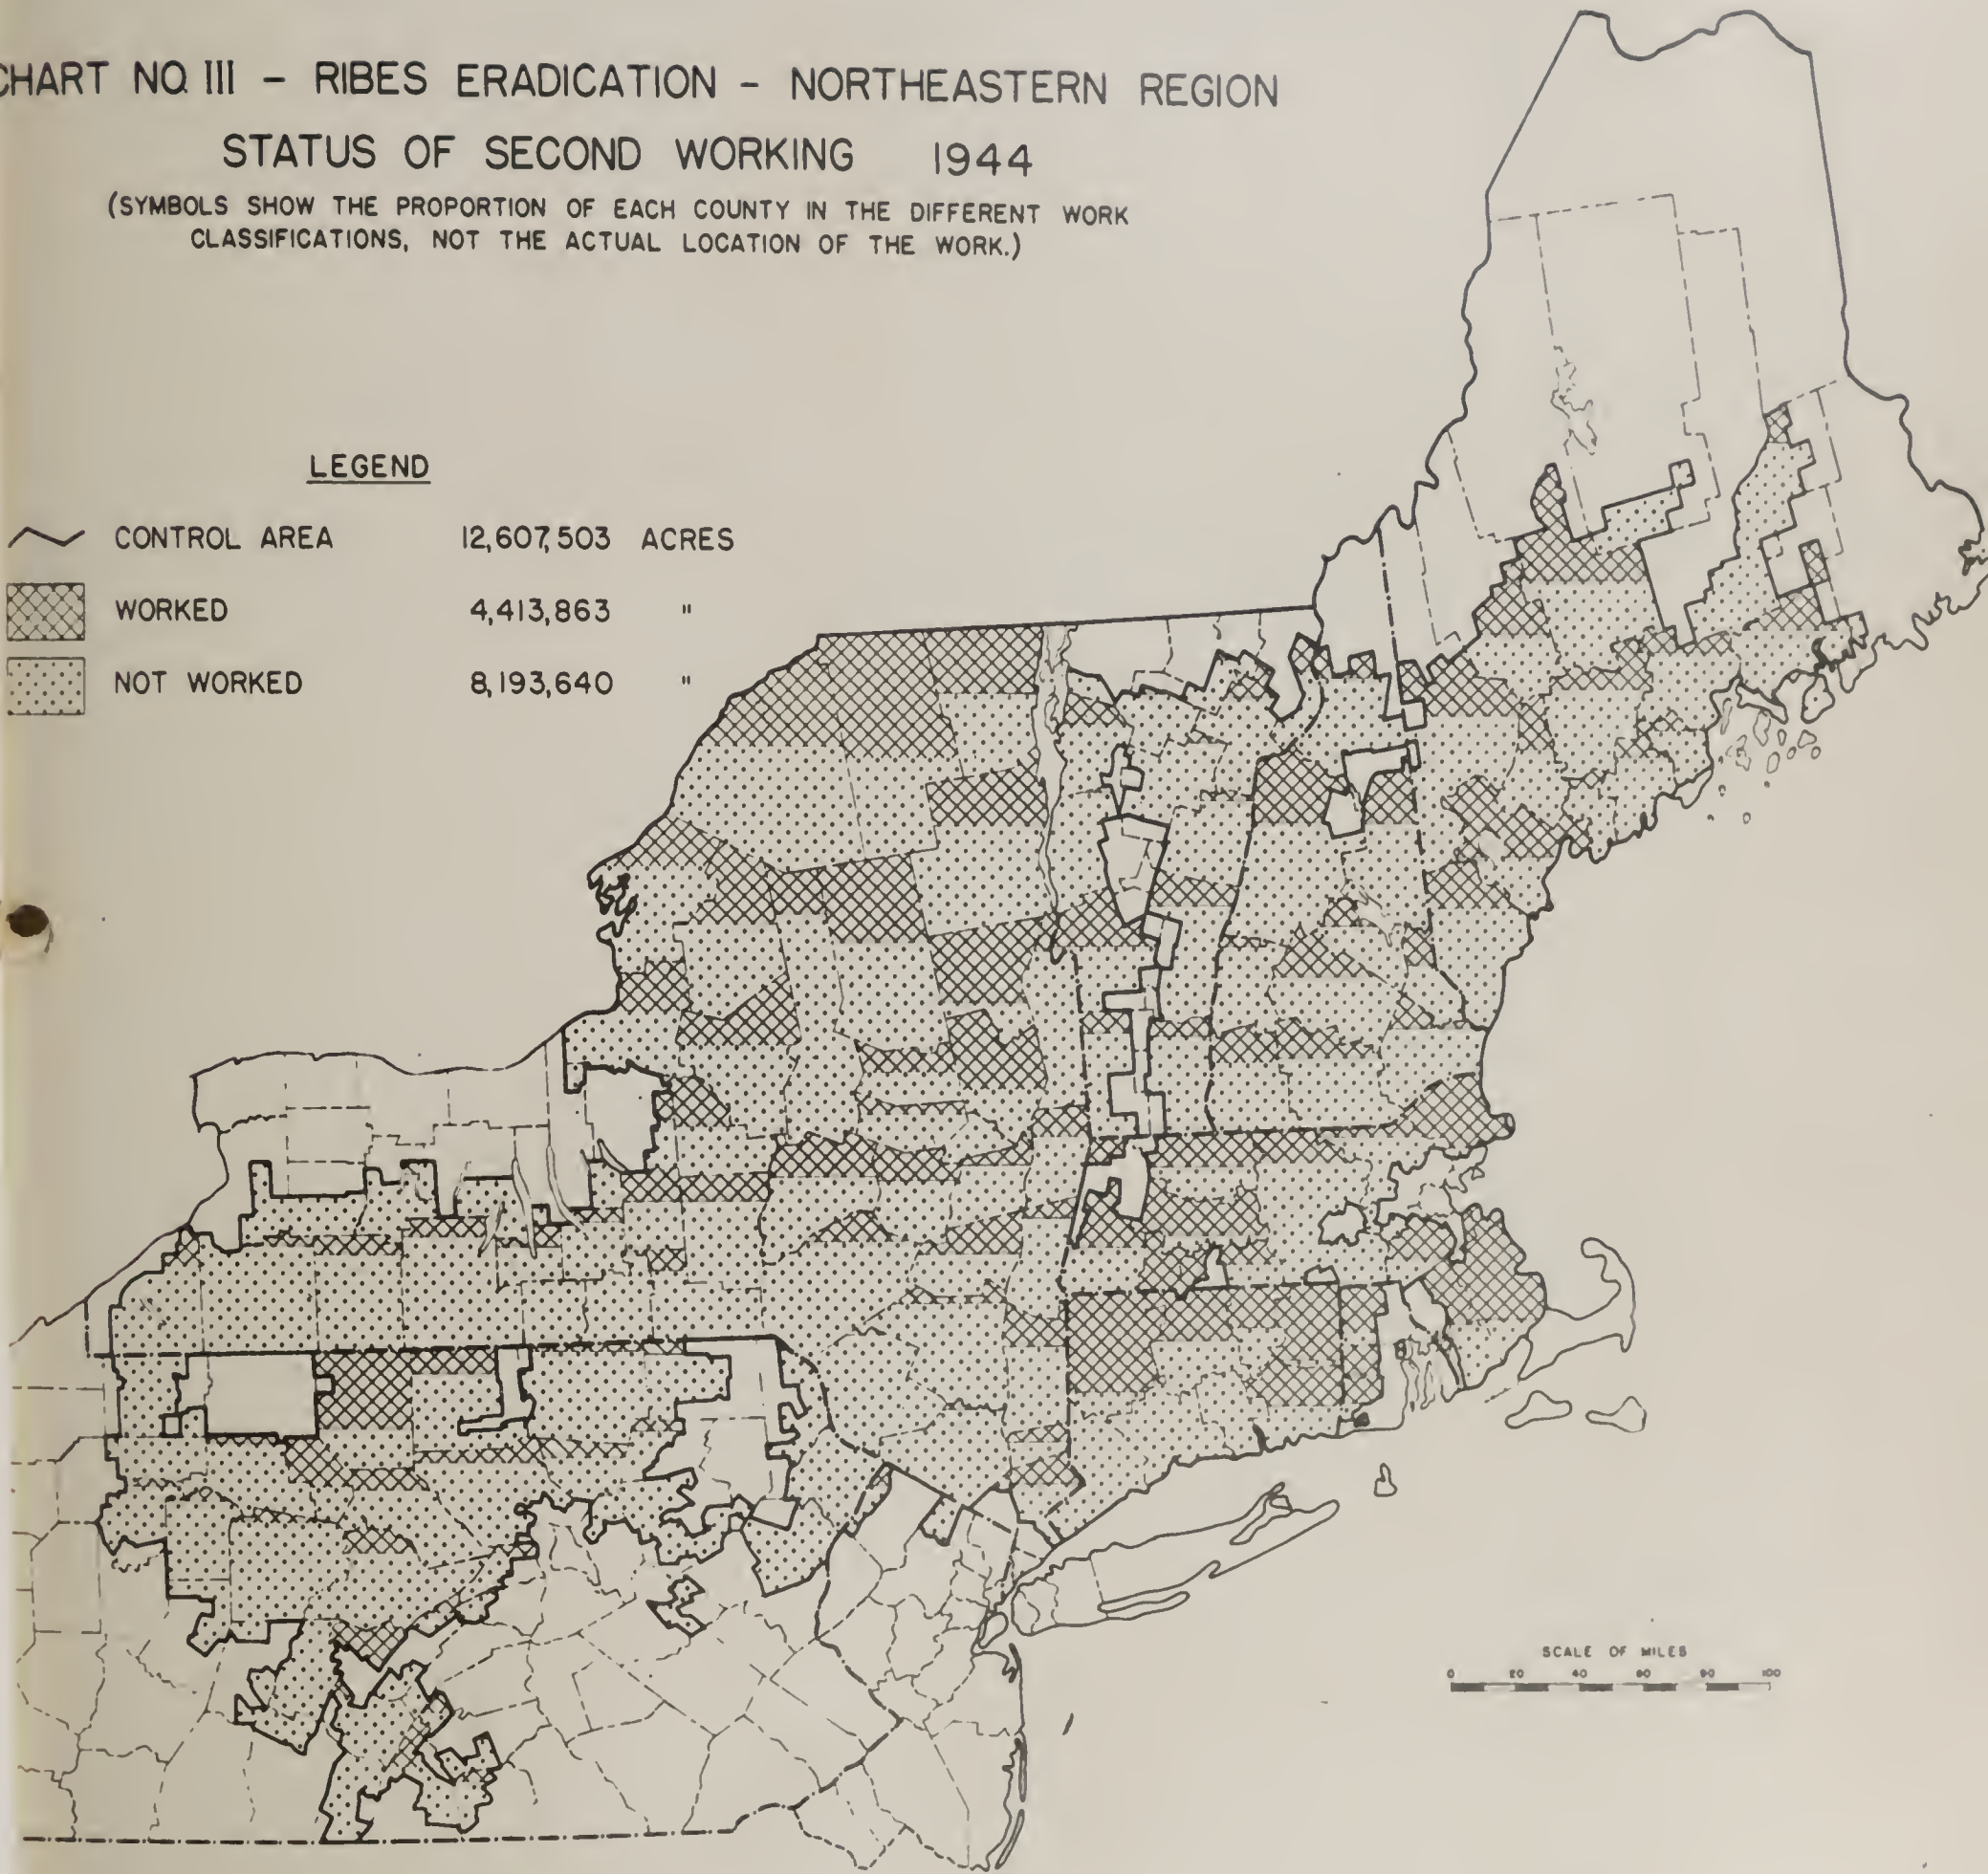 CHART NO. III - RIBES ERADICATION - NORTHEASTERN REGION
STATUS OF SECOND WORKING 1944
(SYMBOLS SHOW THE PROPORTION OF EACH COUNTY IN THE DIFFERENT WORK
CLASSIFICATIONS, NOT THE ACTUAL LOCATION OF THE WORK.)
LEGEND
CONTROL AREA 12,607,503 ACRES
WORKED 4,413,863 "
NOT WORKED 8,193,640 "
SCALE OF MILES
0 20 40 60 80 100